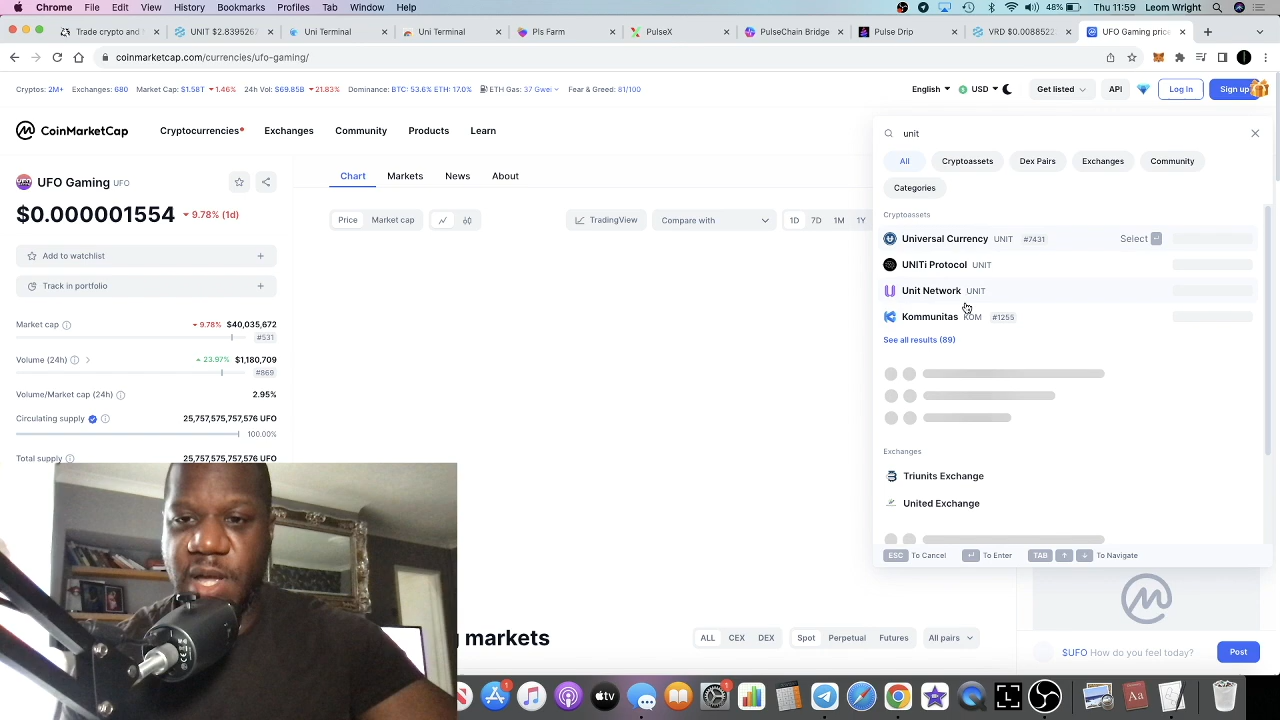 Chrome File Edit View History Bookmarks Profiles Tab Window Help 48% Thu 11:59 Leom Wright
Trade crypto and UNIT $2.8395267 Uni Terminal Uni Terminal Pls Farm PulseX PulseChain Bridge Pulse Drip VRD $0.0088522 UFO Gaming price
coinmarketcap.com/currencies/ufo-gaming/
Cryptos: 2M+ Exchanges: 680 Market Cap: $1.58T 1.46% 24h Vol: $69.85B 21.83% Dominance: BTC: 53.6% ETH: 17.0% ETH Gas: 37 Gwei Fear & Greed: 81/100 English USD Get listed API Log In Sign up
CoinMarketCap Cryptocurrencies Exchanges Community Products Learn
unit
All Cryptoassets Dex Pairs Exchanges Community
Categories
Cryptoassets
Universal Currency UNIT #7431 Select
UNITi Protocol UNIT
Unit Network UNIT
Kommunitas KOM #1255
See all results (89)
Exchanges
Triunits Exchange
United Exchange
ESC To Cancel To Enter TAB To Navigate
UFO Gaming UFO
$0.000001554 9.78% (1d)
Add to watchlist +
Track in portfolio +
Market cap 9.78% $40,035,672
#531
Volume (24h) 23.97% $1,180,709
#869
Volume/Market cap (24h) 2.95%
Circulating supply 25,757,575,757,576 UFO
100.00%
Total supply 25,757,575,757,576 UFO
Chart Markets News About
Price Market cap TradingView Compare with 1D 7D 1M 1Y
markets ALL CEX DEX Spot Perpetual Futures All pairs
$UFO How do you feel today? Post
1 tv 1 Aa